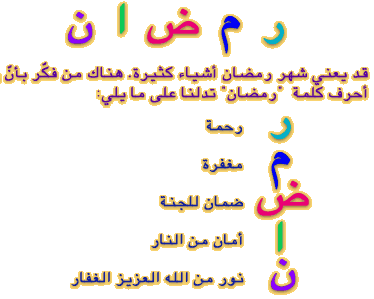 ر م ض ا ن
قد يعني شهر رمضان أشياء كثيرة. هناك من فكّر بأنّ
أحرف كلمة "رمضان" تدلنا على ما يلي:
ر رحمة
م مغفرة
ض ضمان للجنة
ا أمان من النار
ن نور من الله العزيز الغفار